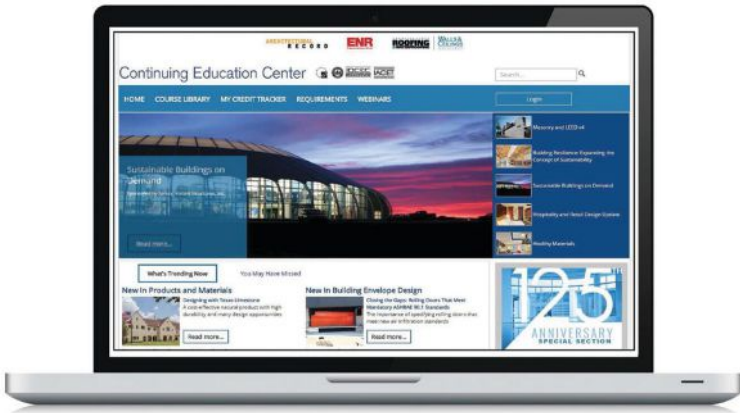 ARCHITECTURAL RECORD
ENR
ROOFING
WALLS & CEILINGS
Continuing Education Center
IACET
Search...
HOME COURSE LIBRARY MY CREDIT TRACKER REQUIREMENTS WEBINARS
Login
Sustainable Buildings on
Demand
Read more...
Masonry and LEED v4
Building Resilience: Expanding the
Concept of Sustainability
Sustainable Buildings on Demand
Hospitality and Retail Design Review
Healthy Materials
What's Trending Now
You May Have Missed
New In Products and Materials
Designing with Texas Limestone
A cost-effective natural product with high
durability and many design opportunities
Read more...
New In Building Envelope Design
Closing the Gaps: Rolling Doors That Meet
Mandatory ASHRAE 90.1 Standards
The importance of specifying rolling doors that
meet new air infiltration standards
Read more...
125
ANNIVERSARY
SPECIAL SECTION